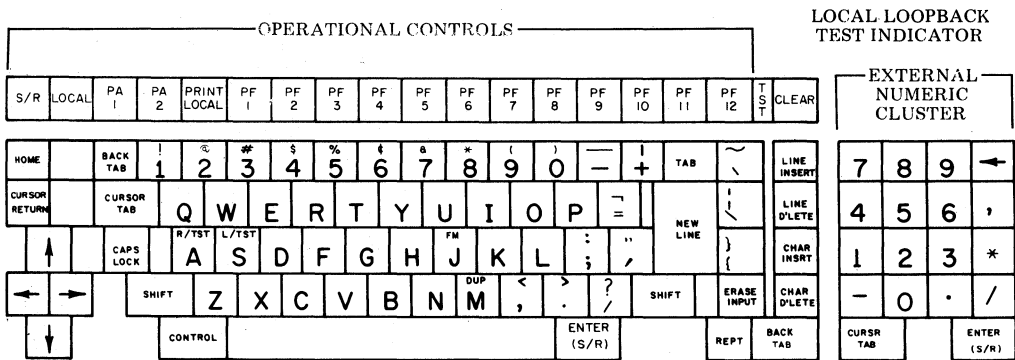 OPERATIONAL CONTROLS
LOCAL LOOPBACK
TEST INDICATOR
EXTERNAL
NUMERIC
CLUSTER
S/R LOCAL PA 1 PA 2 PRINT LOCAL PF 1 PF 2 PF 3 PF 4 PF 5 PF 6 PF 7 PF 8 PF 9 PF 10 PF 11 PF 12 TST CLEAR
HOME BACK TAB ! 1 @ 2 # 3 $ 4 % 5 ¢ 6 & 7 * 8 ( 9 ) 0 — - | + TAB ~ \ LINE INSERT
CURSOR RETURN CURSOR TAB Q W E R T Y U I O P ¬ = NEW LINE ¦ \ LINE D'LETE
↑ CAPS LOCK R/TST A L/TST S D F G H FM J K L : ; " ' } { CHAR INSRT
← → SHIFT Z X C V B N DUP M < , > . ? / SHIFT ERASE INPUT CHAR D'LETE
↓ CONTROL ENTER (S/R) REPT BACK TAB
7 8 9 ←
4 5 6 ,
1 2 3 *
- 0 . /
CURSR TAB ENTER (S/R)